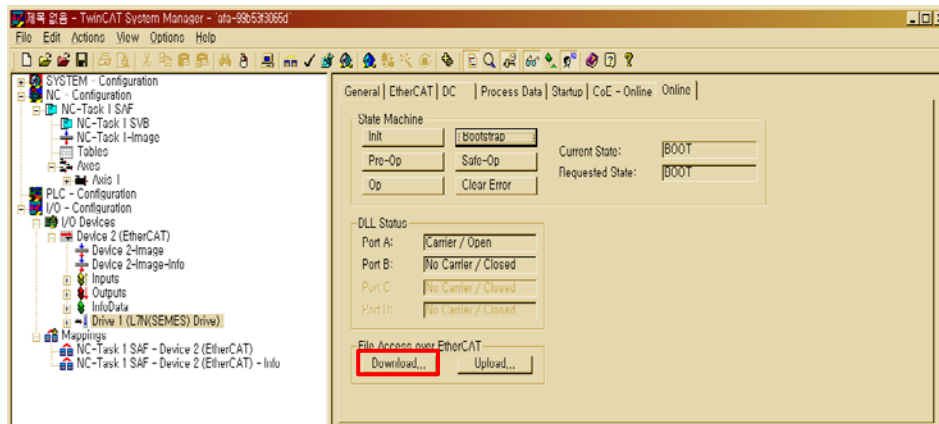 제목 없음 - TwinCAT System Manager - 'afa-99b53f3065d'
File Edit Actions View Options Help
SYSTEM - Configuration
NC - Configuration
NC-Task 1 SAF
NC-Task 1 SVB
NC-Task 1-Image
Tables
Axes
Axis 1
PLC - Configuration
I/O - Configuration
I/O Devices
Device 2 (EtherCAT)
Device 2-Image
Device 2-Image-Info
Inputs
Outputs
InfoData
Drive 1 (L7N(SEMES) Drive)
Mappings
NC-Task 1 SAF - Device 2 (EtherCAT)
NC-Task 1 SAF - Device 2 (EtherCAT) - Info
General EtherCAT DC Process Data Startup CoE - Online Online
State Machine
Init Bootstrap
Pre-Op Safe-Op
Op Clear Error
Current State: BOOT
Requested State: BOOT
DLL Status
Port A: Carrier / Open
Port B: No Carrier / Closed
Port C: No Carrier / Closed
Port D: No Carrier / Closed
File Access over EtherCAT
Download... Upload...